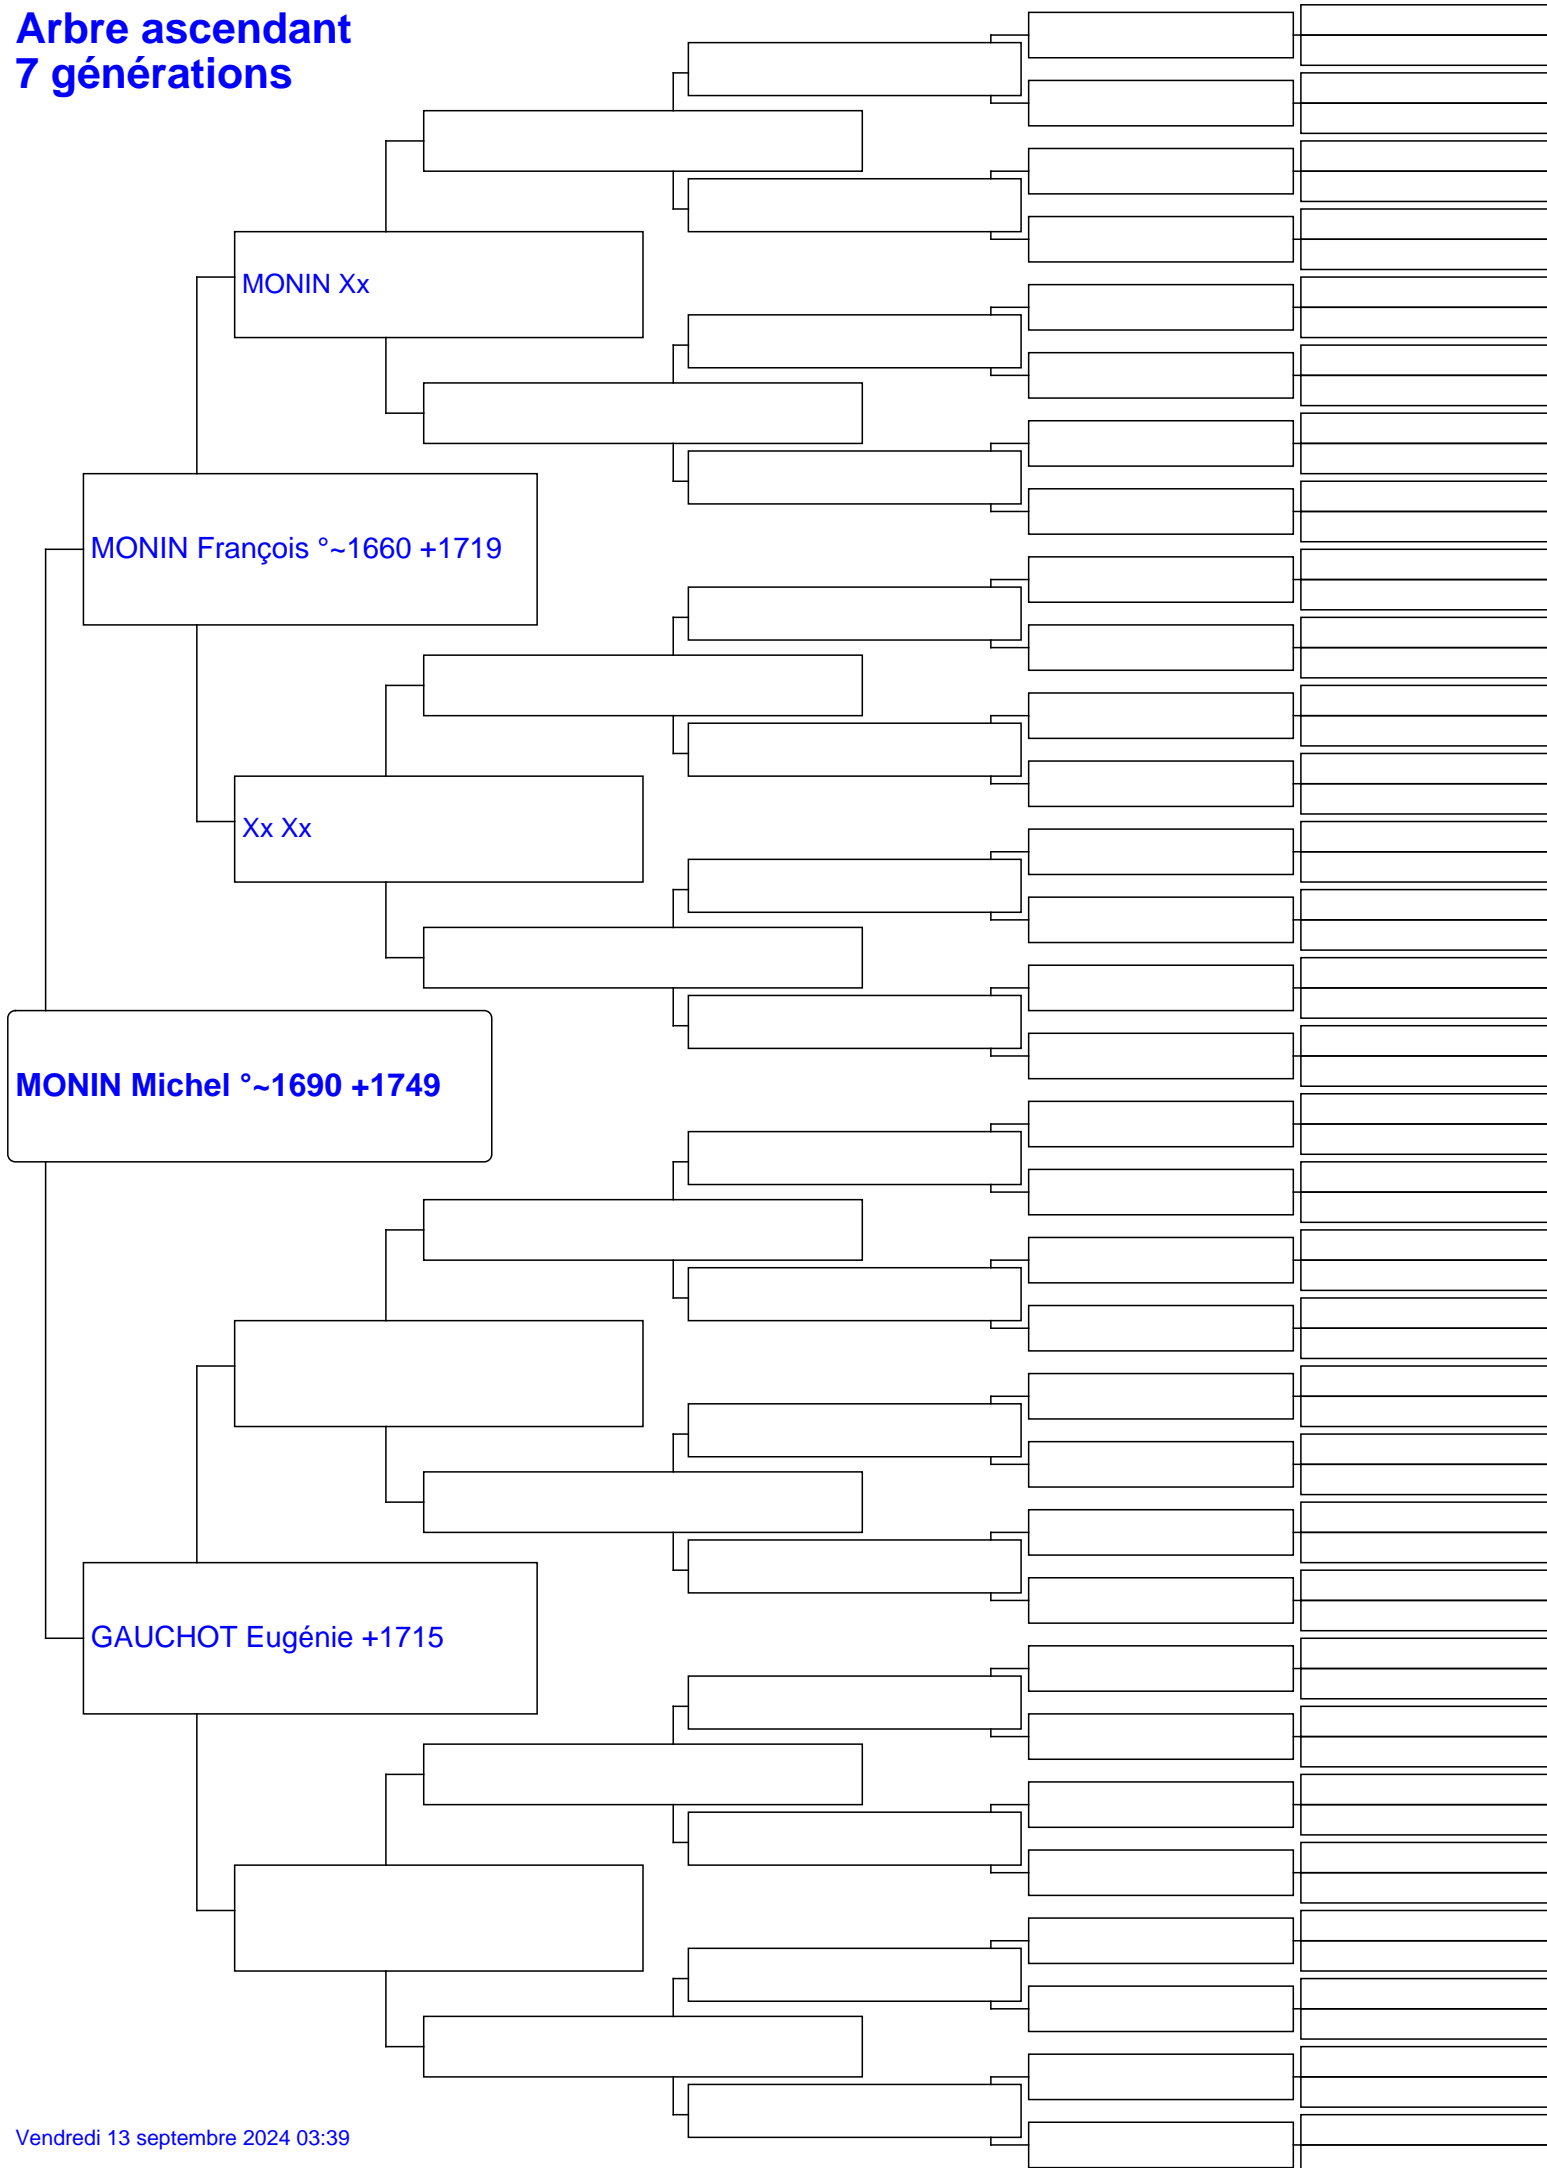 Arbre ascendant
7 générations
MONIN Xx
MONIN François °~1660 +1719
Xx Xx
MONIN Michel °~1690 +1749
GAUCHOT Eugénie +1715
Vendredi 13 septembre 2024 03:39